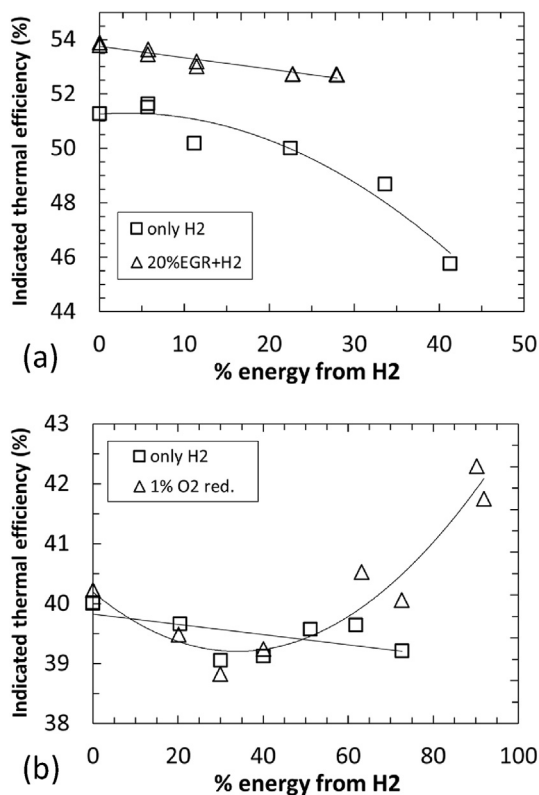 Indicated thermal efficiency (%)
54
52
50
48
46
44
only H2
20%EGR+H2
0
10
20
30
40
50
% energy from H2
(a)
Indicated thermal efficiency (%)
43
42
41
40
39
38
only H2
1% O2 red.
0
20
40
60
80
100
% energy from H2
(b)